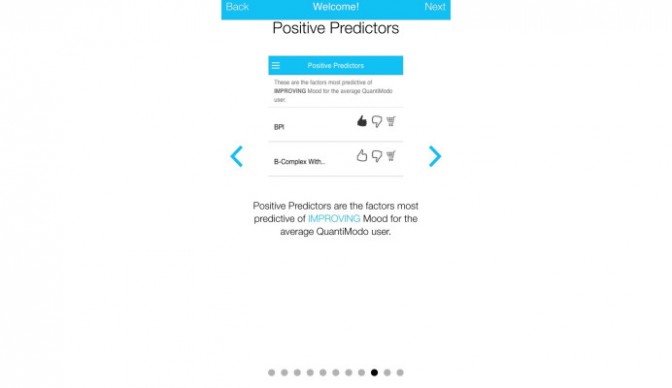 Back Welcome! Next
Positive Predictors
Positive Predictors
These are the factors most predictive of
IMPROVING Mood for the average QuantiModo
user.
BPI
B-Complex With..
Positive Predictors are the factors most
predictive of IMPROVING Mood for the
average QuantiModo user.